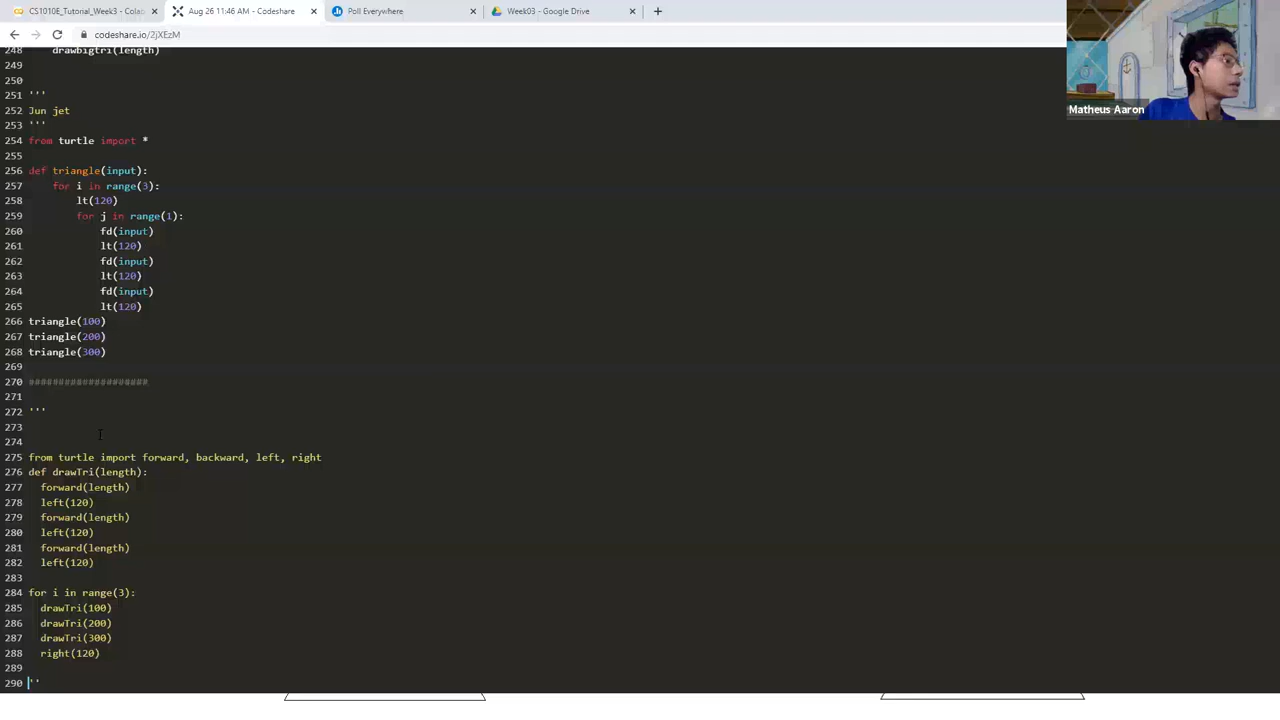 CS1010E_Tutorial_Week3 - Colab
Aug 26 11:46 AM - Codeshare
Poll Everywhere
Week03 - Google Drive
codeshare.io/2jXEzM
Matheus Aaron
248 drawbigtri(length)
249
250
251 '''
252 Jun jet
253 '''
254 from turtle import *
255
256 def triangle(input):
257 for i in range(3):
258 lt(120)
259 for j in range(1):
260 fd(input)
261 lt(120)
262 fd(input)
263 lt(120)
264 fd(input)
265 lt(120)
266 triangle(100)
267 triangle(200)
268 triangle(300)
269
270 ####################
271
272 '''
273
274
275 from turtle import forward, backward, left, right
276 def drawTri(length):
277 forward(length)
278 left(120)
279 forward(length)
280 left(120)
281 forward(length)
282 left(120)
283
284 for i in range(3):
285 drawTri(100)
286 drawTri(200)
287 drawTri(300)
288 right(120)
289
290 ''